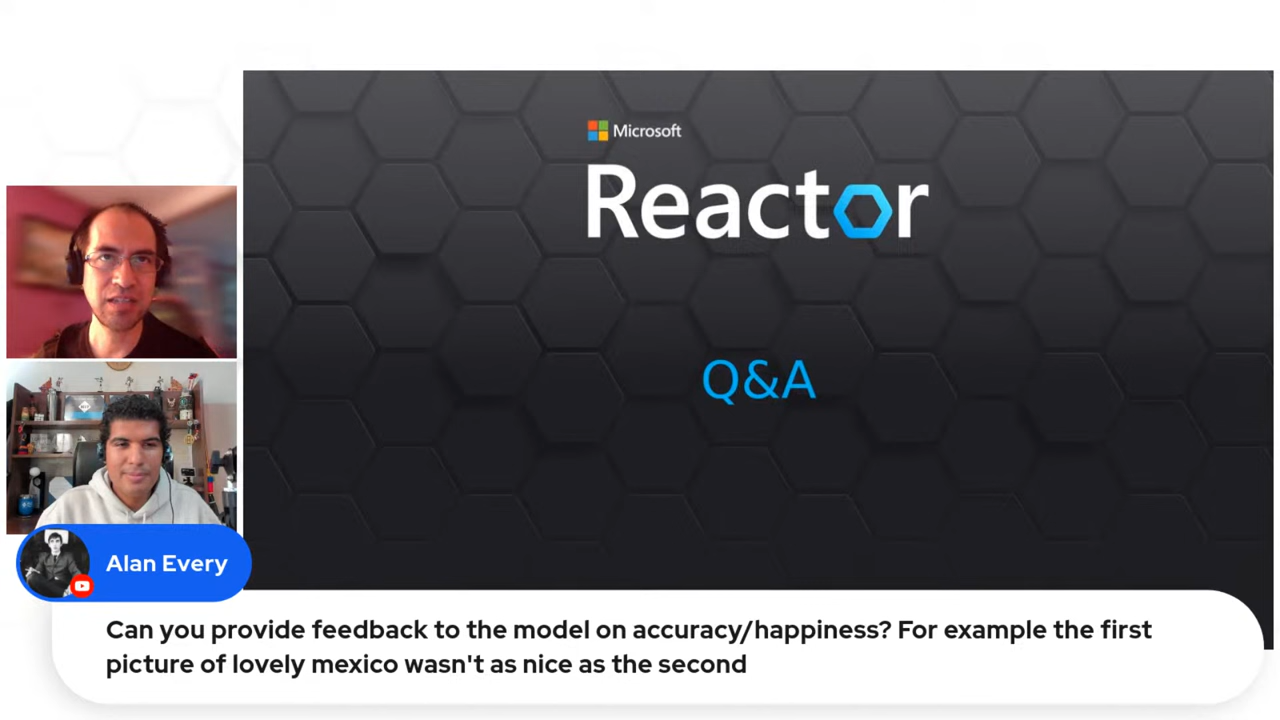 Microsoft
Reactor
Q&A
Alan Every
Can you provide feedback to the model on accuracy/happiness? For example the first
picture of lovely mexico wasn't as nice as the second